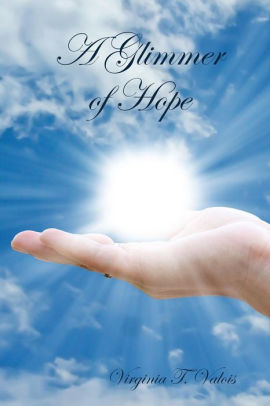 A Glimmer
of Hope
Virginia T. Valois